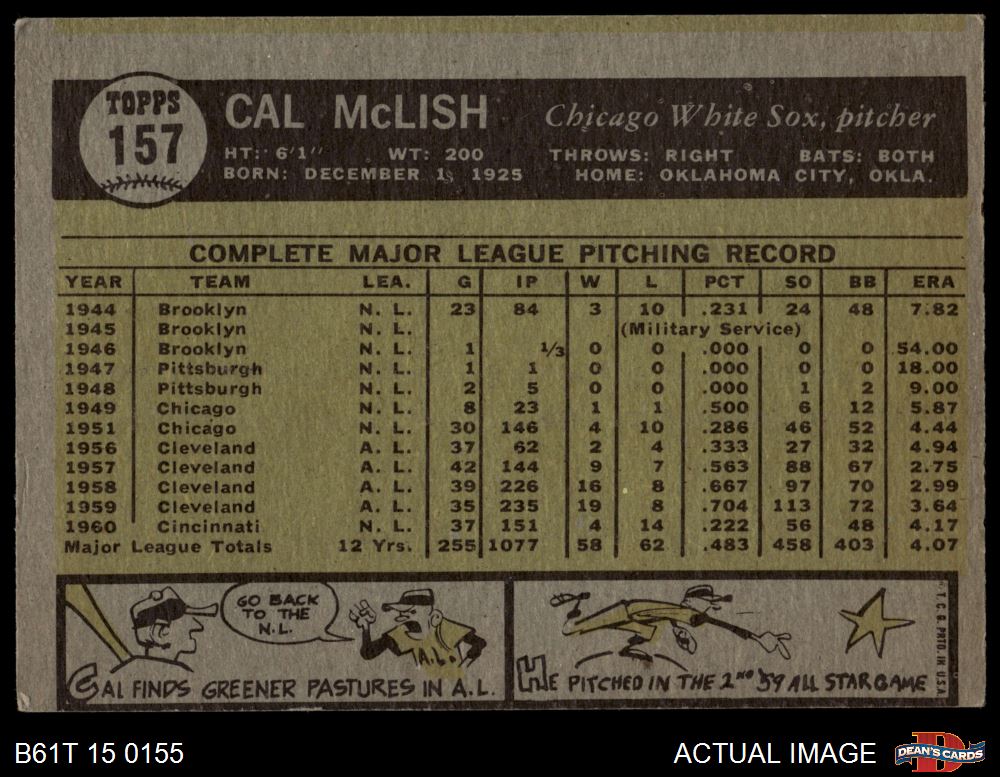 TOPPS
157
CAL McLISH
Chicago White Sox, pitcher
HT: 6'1" WT: 200 THROWS: RIGHT BATS: BOTH
BORN: DECEMBER 1, 1925 HOME: OKLAHOMA CITY, OKLA.
COMPLETE MAJOR LEAGUE PITCHING RECORD
YEAR TEAM LEA. G IP W L PCT SO BB ERA
1944 Brooklyn N. L. 23 84 3 10 .231 24 48 7.82
1945 Brooklyn N. L. (Military Service)
1946 Brooklyn N. L. 1 1/3 0 0 .000 0 0 54.00
1947 Pittsburgh N. L. 1 1 0 0 .000 0 0 18.00
1948 Pittsburgh N. L. 2 5 0 0 .000 1 2 9.00
1949 Chicago N. L. 8 23 1 1 .500 6 12 5.87
1951 Chicago N. L. 30 146 4 10 .286 46 52 4.44
1956 Cleveland A. L. 37 62 2 4 .333 27 32 4.94
1957 Cleveland A. L. 42 144 9 7 .563 88 67 2.75
1958 Cleveland A. L. 39 226 16 8 .667 97 70 2.99
1959 Cleveland A. L. 35 235 19 8 .704 113 72 3.64
1960 Cincinnati N. L. 37 151 4 14 .222 56 48 4.17
Major League Totals 12 Yrs. 255 1077 58 62 .483 458 403 4.07
GO BACK
TO THE
N.L.
A.L.
CAL FINDS GREENER PASTURES IN A.L.
HE PITCHED IN THE 2ND '59 ALL STAR GAME
T. C. G. PRTD. IN U.S.A.
B61T 15 0155
ACTUAL IMAGE
DEAN'S CARDS